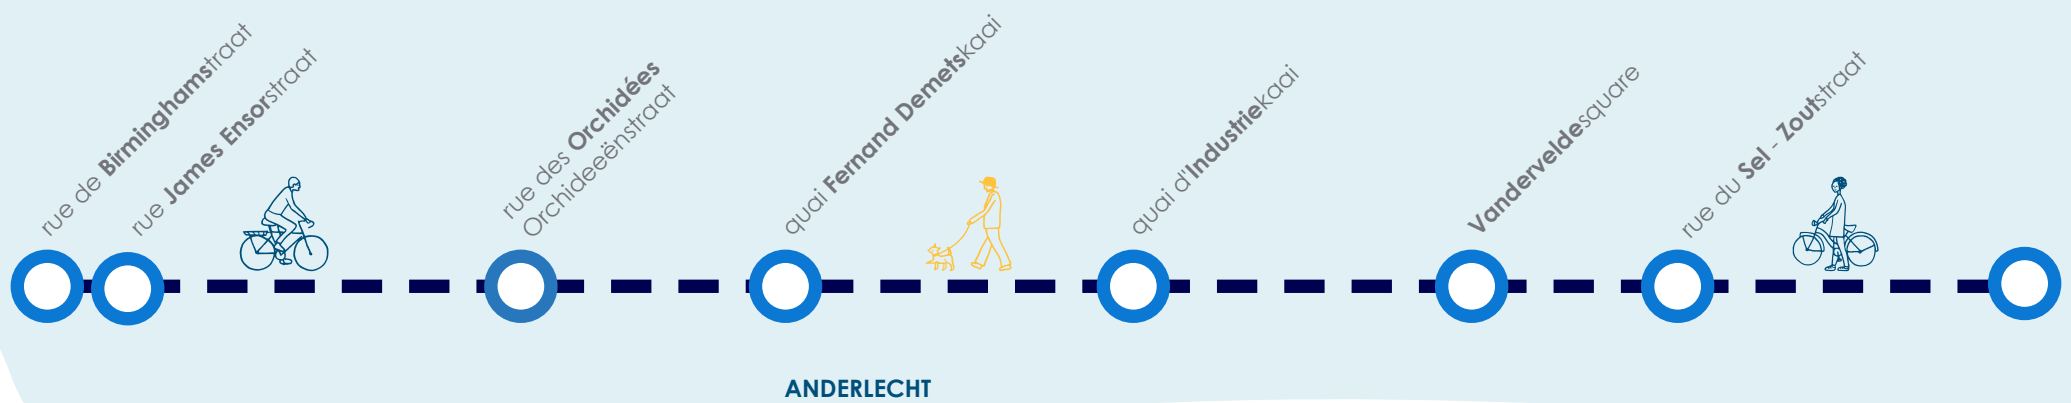 rue de Birminghamstraat
rue James Ensorstraat
rue des Orchidées
Orchideeënstraat
quai Fernand Demetskaai
quai d'Industriekaai
Vanderveldesquare
rue du Sel - Zoutstraat
ANDERLECHT